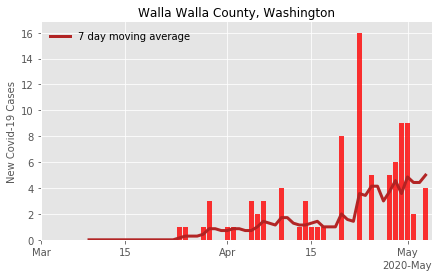 Walla Walla County, Washington
7 day moving average
New Covid-19 Cases
16
14
12
10
8
6
4
2
0
Mar
15
Apr
15
May
2020-May